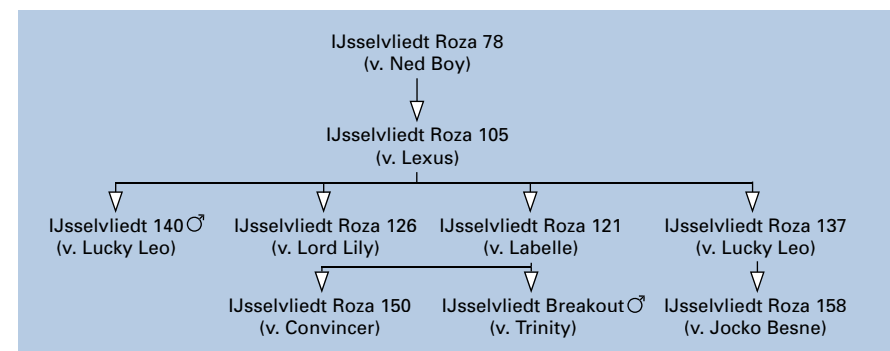 IJsselvliedt Roza 78
(v. Ned Boy)
IJsselvliedt Roza 105
(v. Lexus)
IJsselvliedt 140♂ IJsselvliedt Roza 126 IJsselvliedt Roza 121 IJsselvliedt Roza 137
(v. Lucky Leo) (v. Lord Lily) (v. Labelle) (v. Lucky Leo)
IJsselvliedt Roza 150 IJsselvliedt Breakout♂ IJsselvliedt Roza 158
(v. Convincer) (v. Trinity) (v. Jocko Besne)